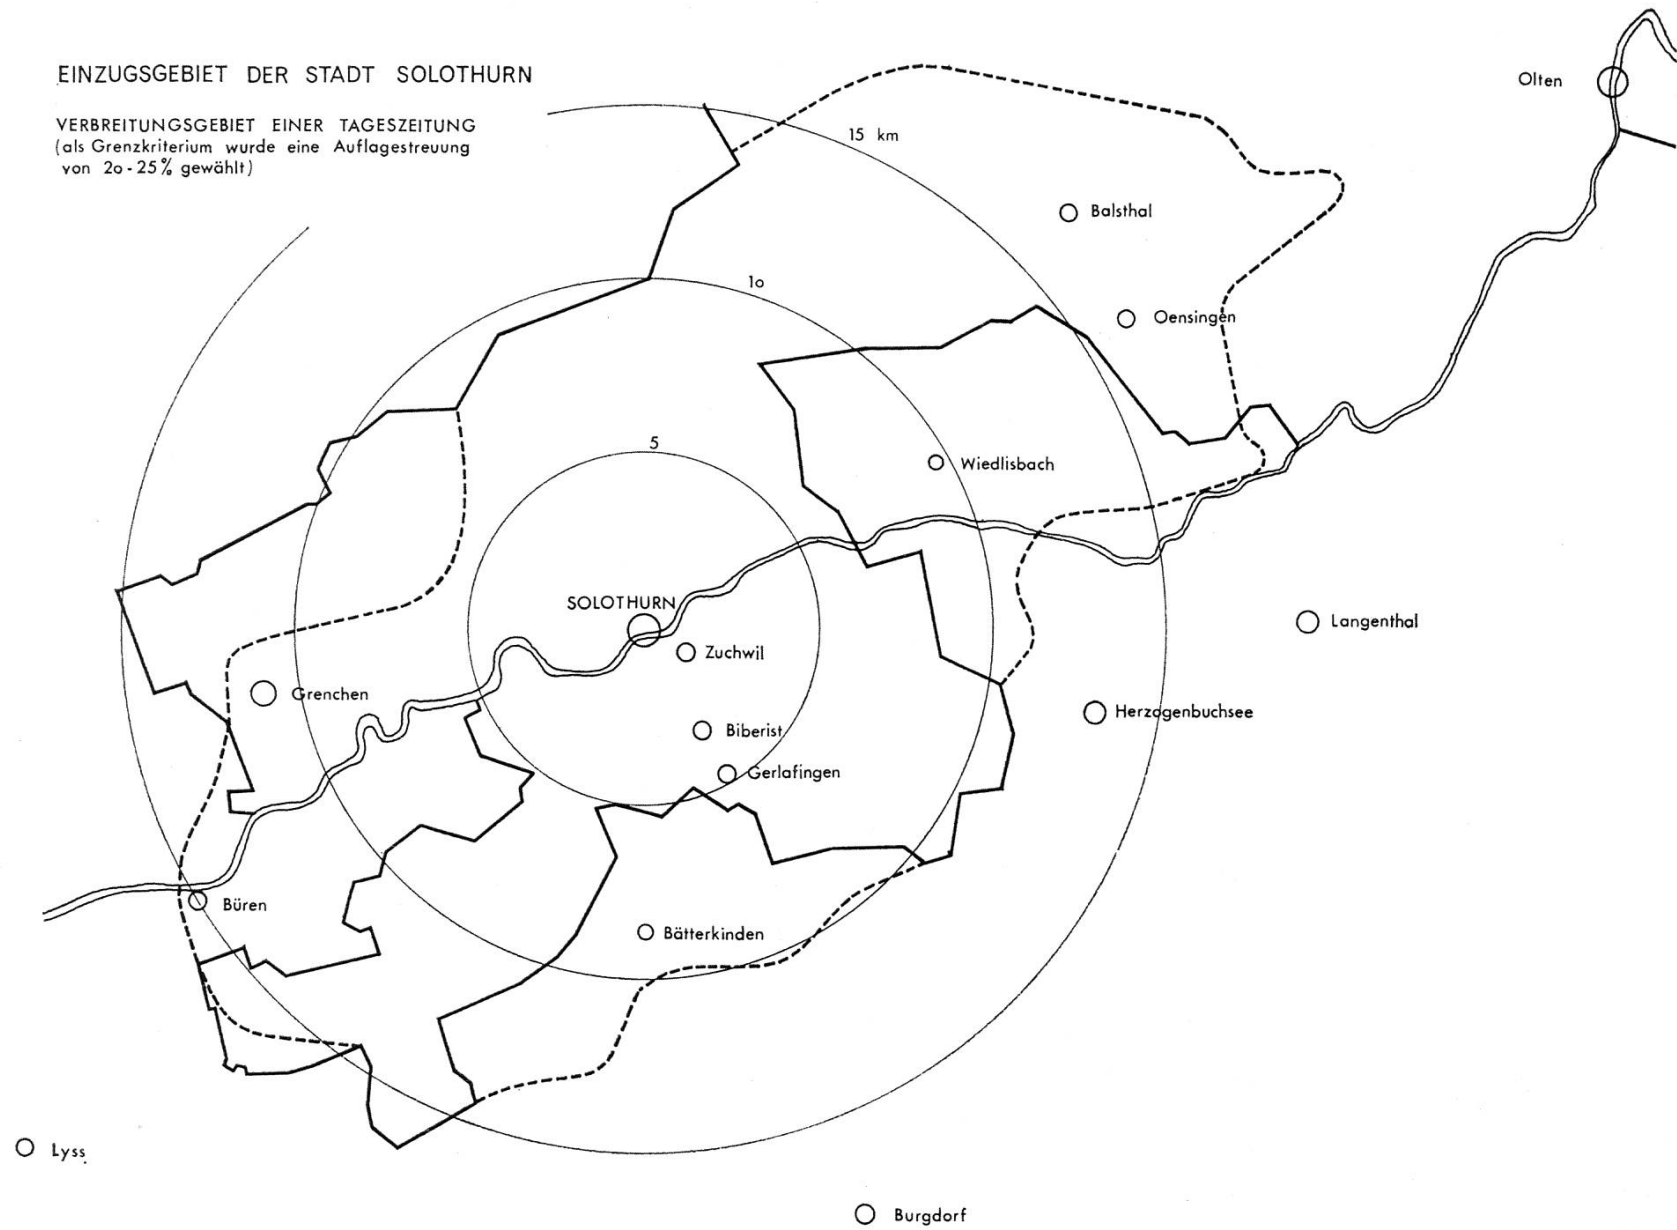 EINZUGSGEBIET DER STADT SOLOTHURN
VERBREITUNGSGEBIET EINER TAGESZEITUNG
(als Grenzkriterium wurde eine Auflagestreuung
von 2o-25% gewählt)
Olten
15 km
Balsthal
1o
Oensingen
5
Wiedlisbach
SOLOTHURN
Langenthal
Zuchwil
Grenchen
Herzogenbuchsee
Biberist
Gerlafingen
Büren
Bätterkinden
Lyss
Burgdorf